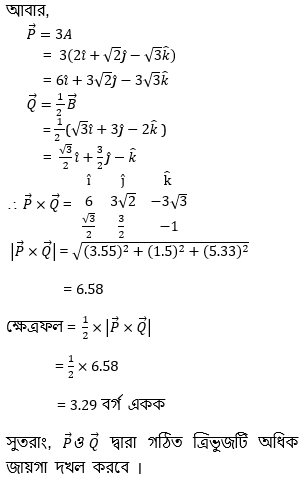 আবার,
P⃗ = 3A
= 3(2î + √2ĵ − √3k̂)
= 6î + 3√2ĵ − 3√3k̂
Q⃗ = ½ B⃗
= ½(√3î + 3ĵ − 2k̂ )
= √3/2 î + 3/2 ĵ − k̂
î ĵ k̂
∴ P⃗ × Q⃗ = 6 3√2 −3√3
√3/2 3/2 −1
|P⃗ × Q⃗| = √((3.55)² + (1.5)² + (5.33)²)
= 6.58
ক্ষেত্রফল = ½ × |P⃗ × Q⃗|
= ½ × 6.58
= 3.29 বর্গ একক
সুতরাং, P⃗ ও Q⃗ দ্বারা গঠিত ত্রিভুজটি অধিক
জায়গা দখল করবে ।